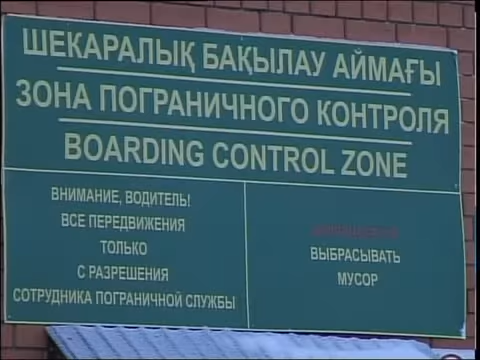 ШЕКАРАЛЫҚ БАҚЫЛАУ АЙМАҒЫ
ЗОНА ПОГРАНИЧНОГО КОНТРОЛЯ
BOARDING CONTROL ZONE
ВНИМАНИЕ, ВОДИТЕЛЬ!
ВСЕ ПЕРЕДВИЖЕНИЯ
ТОЛЬКО
С РАЗРЕШЕНИЯ
СОТРУДНИКА ПОГРАНИЧНОЙ СЛУЖБЫ
ВЫБРАСЫВАТЬ
МУСОР